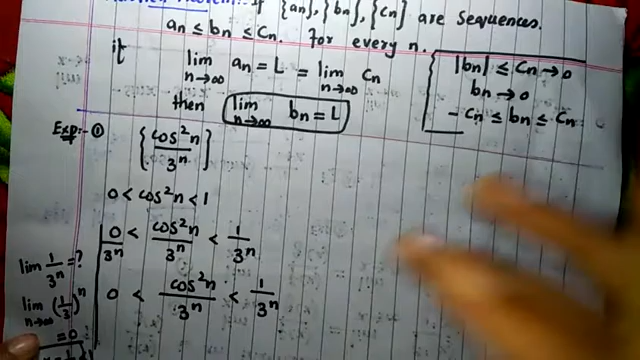 Theorem:- If {an}, {bn}, {cn} are Sequences.
an ≤ bn ≤ cn. For every n.
if lim n→∞ an = L = lim n→∞ cn
then lim n→∞ bn = L
|bn| ≤ cn → 0
bn → 0
- cn ≤ bn ≤ cn
Exp:- ① {cos²n / 3ⁿ}
0 < cos²n < 1
0/3ⁿ < cos²n/3ⁿ < 1/3ⁿ
0 < cos²n/3ⁿ < 1/3ⁿ
lim 1/3ⁿ = ?
lim n→∞ (1/3)ⁿ
= 0